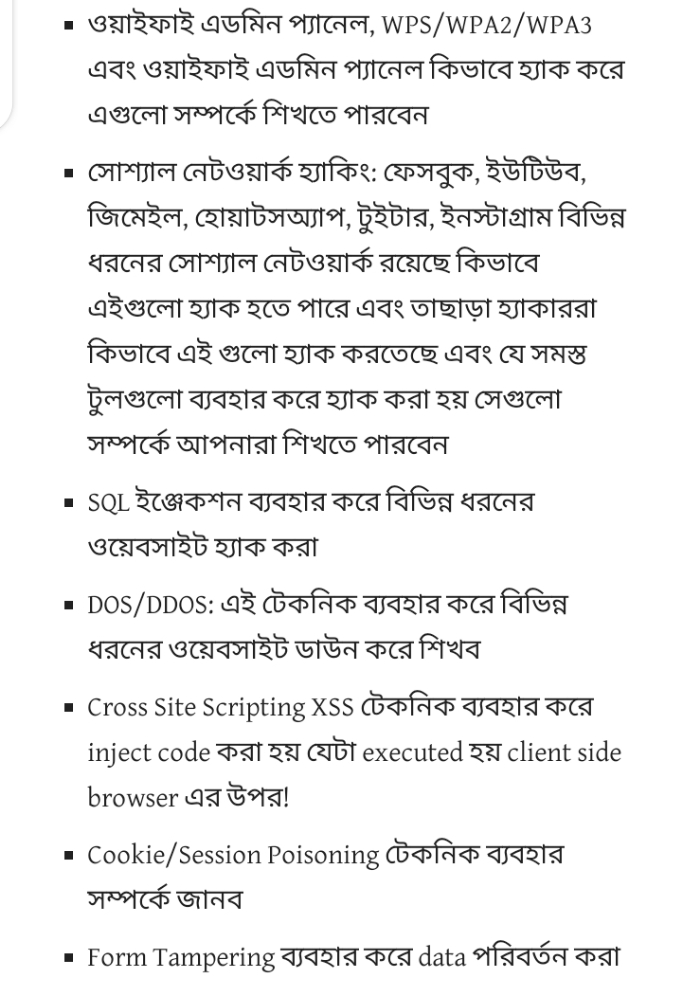 ▪ ওয়াইফাই এডমিন প্যানেল, WPS/WPA2/WPA3
এবং ওয়াইফাই এডমিন প্যানেল কিভাবে হ্যাক করে
এগুলো সম্পর্কে শিখতে পারবেন
▪ সোশ্যাল নেটওয়ার্ক হ্যাকিং: ফেসবুক, ইউটিউব,
জিমেইল, হোয়াটসঅ্যাপ, টুইটার, ইনস্টাগ্রাম বিভিন্ন
ধরনের সোশ্যাল নেটওয়ার্ক রয়েছে কিভাবে
এইগুলো হ্যাক হতে পারে এবং তাছাড়া হ্যাকাররা
কিভাবে এই গুলো হ্যাক করতেছে এবং যে সমস্ত
টুলগুলো ব্যবহার করে হ্যাক করা হয় সেগুলো
সম্পর্কে আপনারা শিখতে পারবেন
▪ SQL ইঞ্জেকশন ব্যবহার করে বিভিন্ন ধরনের
ওয়েবসাইট হ্যাক করা
▪ DOS/DDOS: এই টেকনিক ব্যবহার করে বিভিন্ন
ধরনের ওয়েবসাইট ডাউন করে শিখব
▪ Cross Site Scripting XSS টেকনিক ব্যবহার করে
inject code করা হয় যেটা executed হয় client side
browser এর উপর!
▪ Cookie/Session Poisoning টেকনিক ব্যবহার
সম্পর্কে জানব
▪ Form Tampering ব্যবহার করে data পরিবর্তন করা